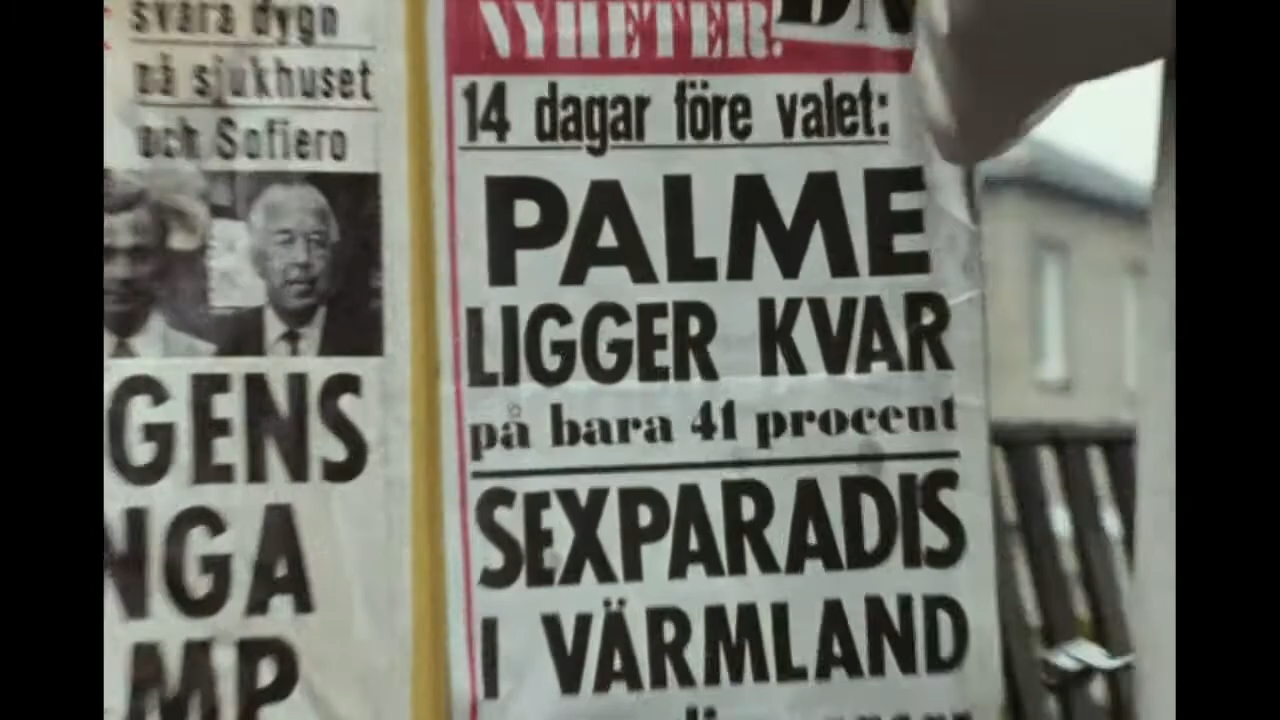 svåra dygn
på sjukhuset
och Sofiero
GENS
NGA
MP
NYHETER!
DN
14 dagar före valet:
PALME
LIGGER KVAR
på bara 41 procent
SEXPARADIS
I VÄRMLAND